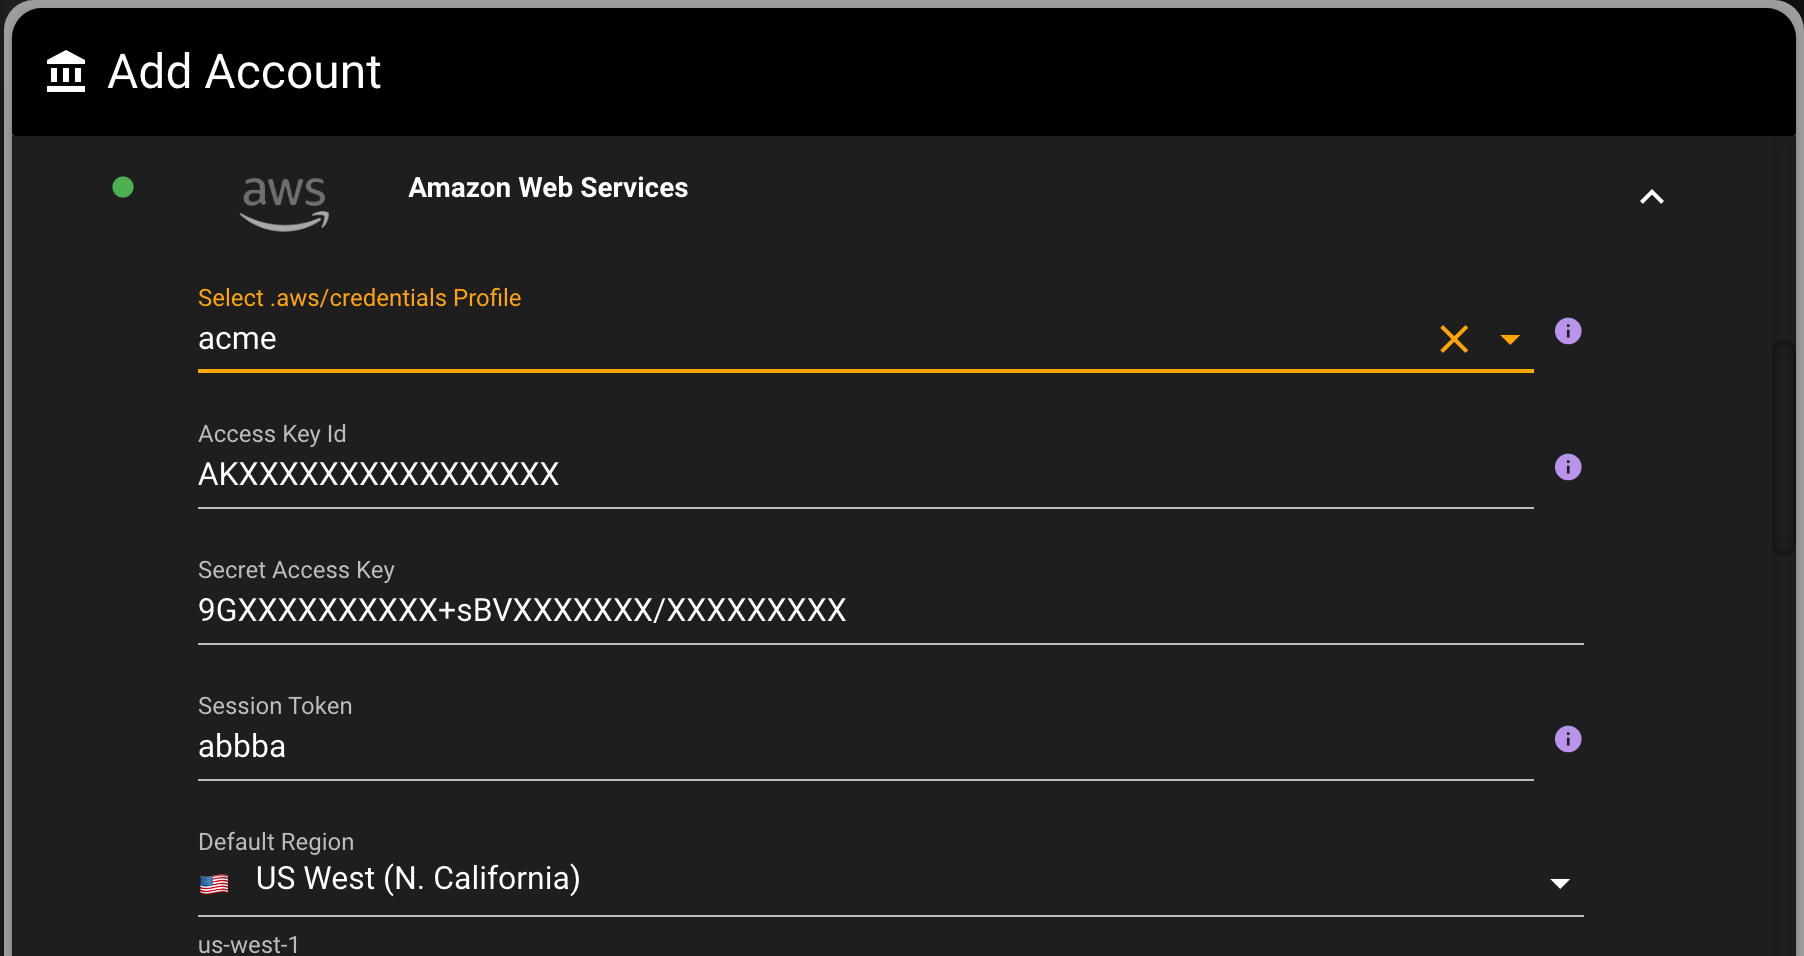 Add Account
aws
Amazon Web Services
Select .aws/credentials Profile
acme
Access Key Id
AKXXXXXXXXXXXXXXXX
Secret Access Key
9GXXXXXXXXXX+sBVXXXXXXX/XXXXXXXXX
Session Token
abbba
Default Region
US West (N. California)
us-west-1